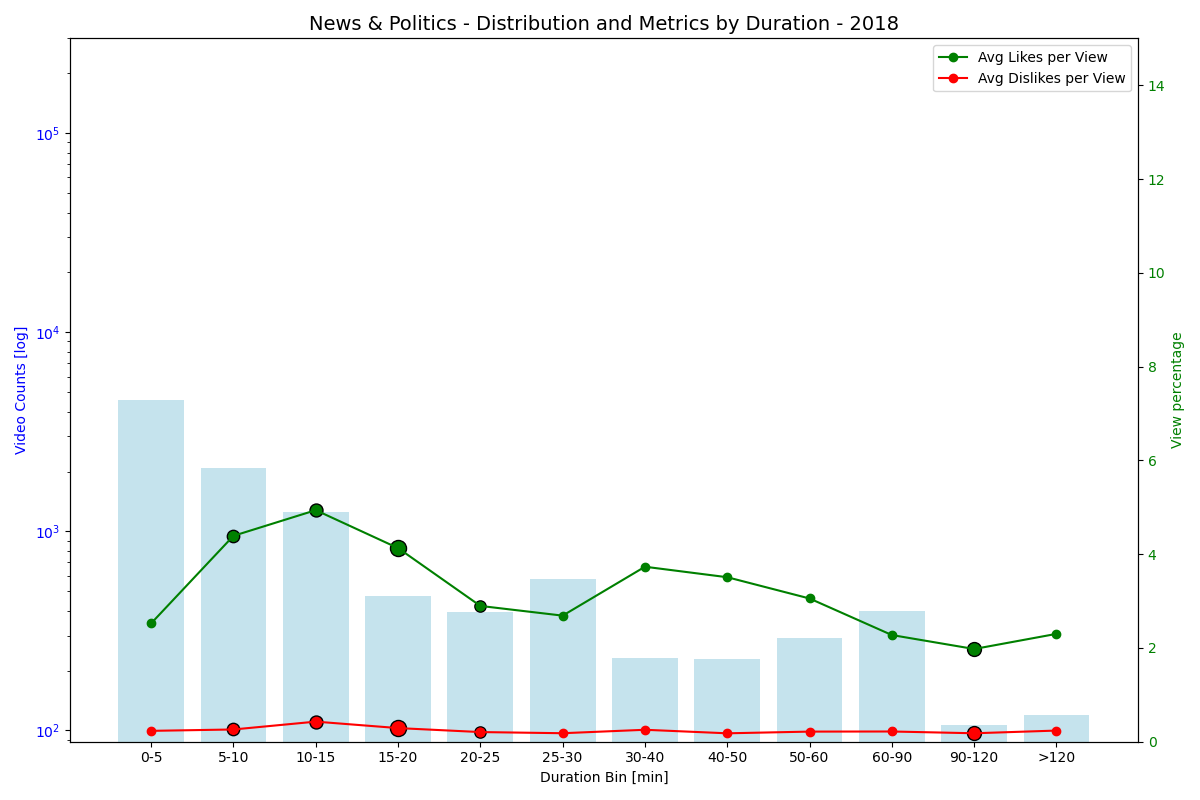 News & Politics - Distribution and Metrics by Duration - 2018
Avg Likes per View
Avg Dislikes per View
Video Counts [log]
10^5
10^4
10^3
10^2
14
12
10
8
6
4
2
0
View percentage
0-5 5-10 10-15 15-20 20-25 25-30 30-40 40-50 50-60 60-90 90-120 >120
Duration Bin [min]